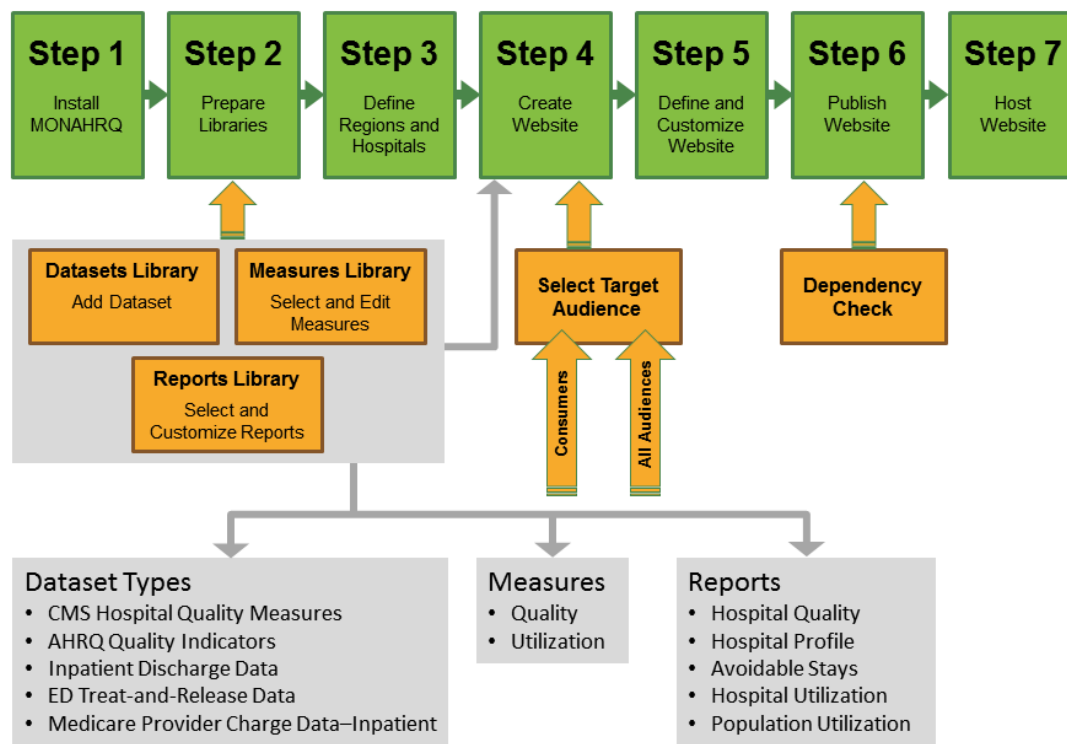 Step 1
Install
MONAHRQ
Step 2
Prepare
Libraries
Step 3
Define
Regions and
Hospitals
Step 4
Create
Website
Step 5
Define and
Customize
Website
Step 6
Publish
Website
Step 7
Host
Website
Datasets Library
Add Dataset
Measures Library
Select and Edit
Measures
Reports Library
Select and
Customize Reports
Select Target
Audience
Consumers
All Audiences
Dependency
Check
Dataset Types
• CMS Hospital Quality Measures
• AHRQ Quality Indicators
• Inpatient Discharge Data
• ED Treat-and-Release Data
• Medicare Provider Charge Data–Inpatient
Measures
• Quality
• Utilization
Reports
• Hospital Quality
• Hospital Profile
• Avoidable Stays
• Hospital Utilization
• Population Utilization